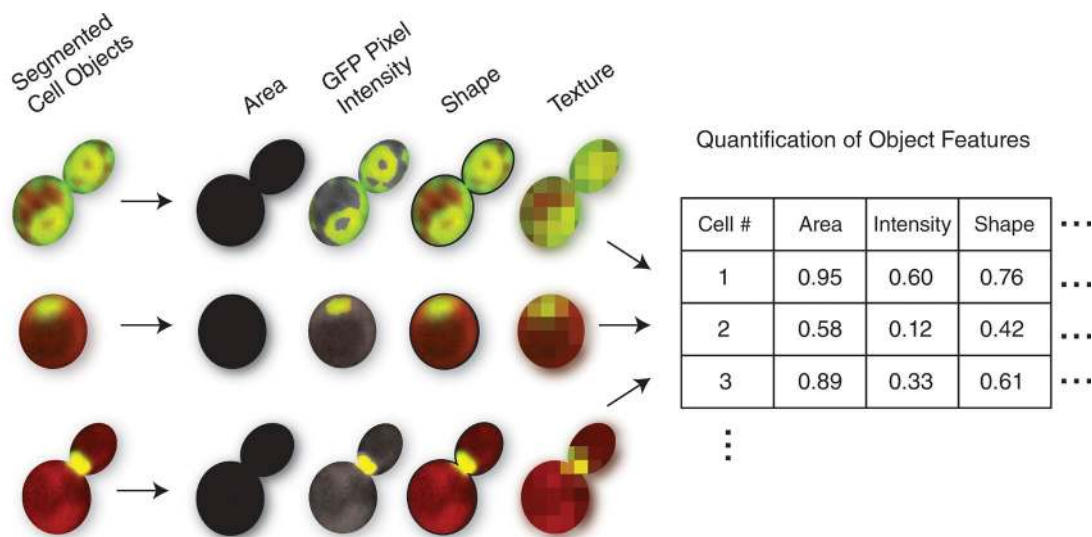 Segmented
Cell Objects
Area
GFP Pixel
Intensity
Shape
Texture
Quantification of Object Features
Cell # Area Intensity Shape ...
1 0.95 0.60 0.76 ...
2 0.58 0.12 0.42 ...
3 0.89 0.33 0.61 ...
⋮